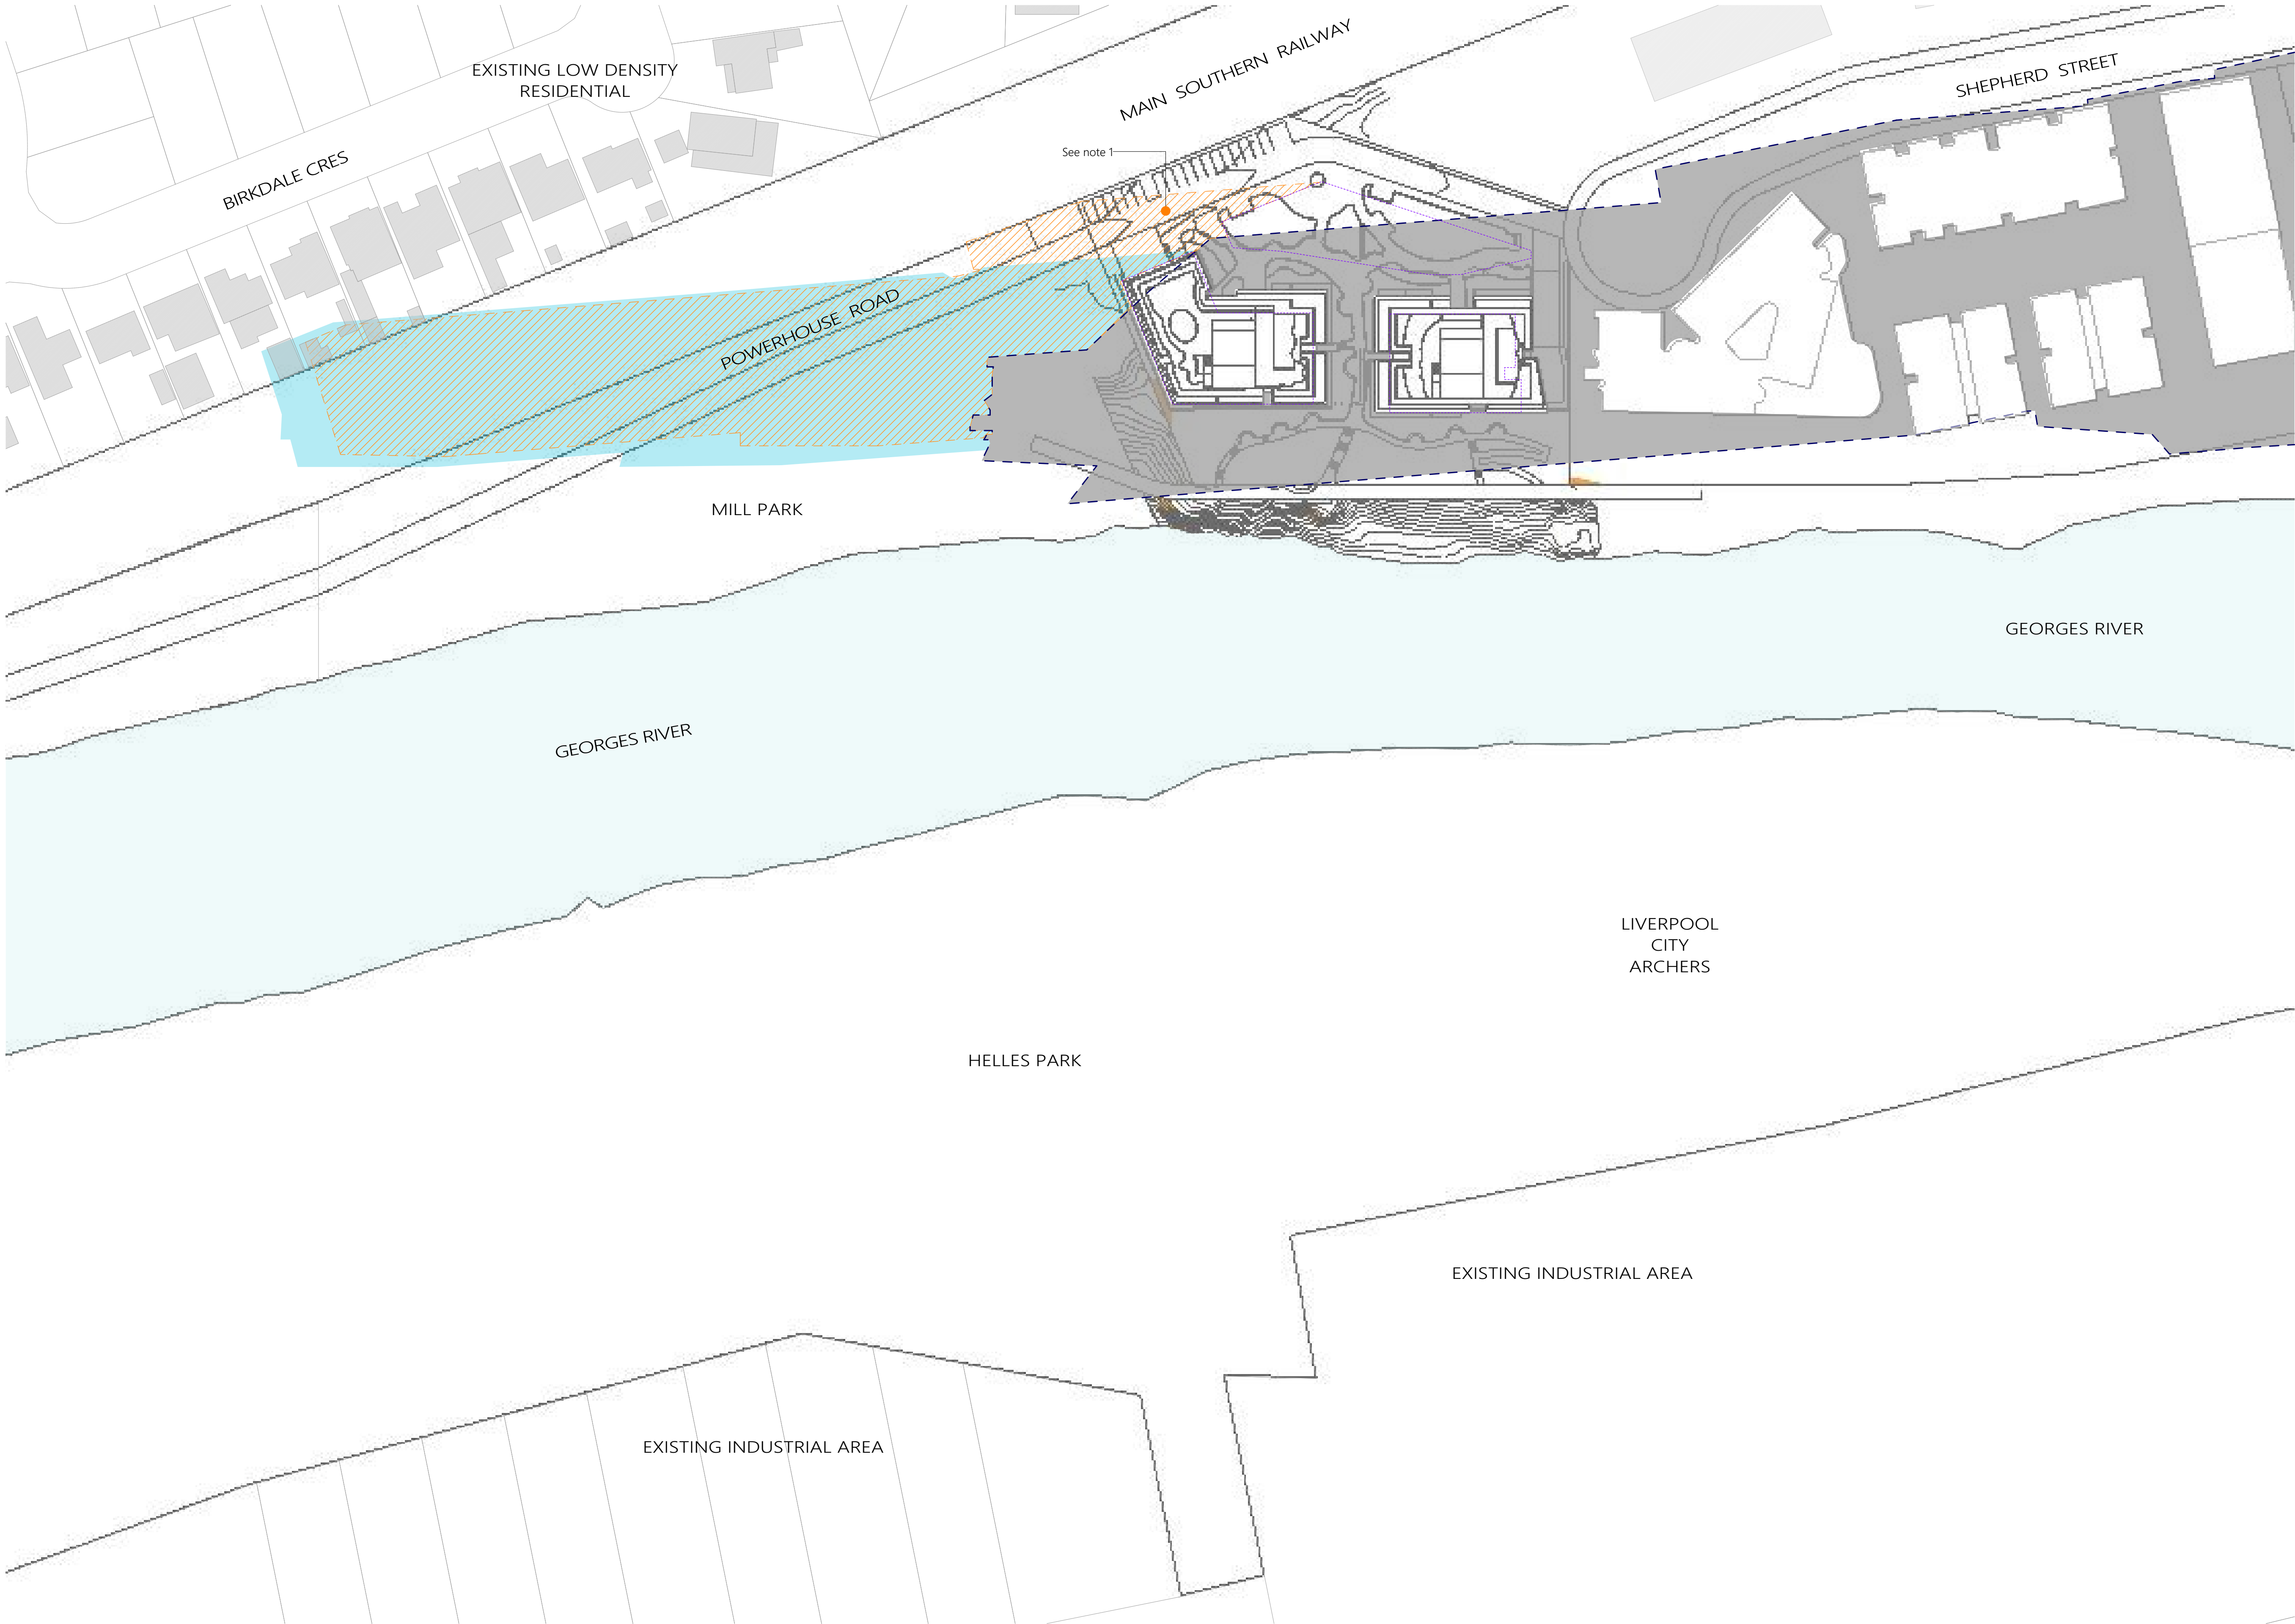 MAIN SOUTHERN RAILWAY
EXISTING LOW DENSITY
RESIDENTIAL
SHEPHERD STREET
See note 1
BIRKDALE CRES
POWERHOUSE ROAD
MILL PARK
GEORGES RIVER
GEORGES RIVER
LIVERPOOL
CITY
ARCHERS
HELLES PARK
EXISTING INDUSTRIAL AREA
EXISTING INDUSTRIAL AREA